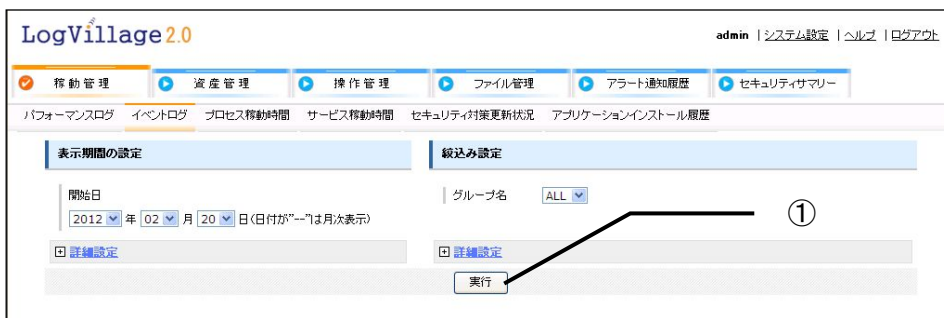 LogVillage 2.0
admin | システム設定 | ヘルプ | ログアウト
稼動管理 資産管理 操作管理 ファイル管理 アラート通知履歴 セキュリティサマリー
パフォーマンスログ イベントログ プロセス稼動時間 サービス稼動時間 セキュリティ対策更新状況 アプリケーションインストール履歴
表示期間の設定 絞込み設定
開始日
グループ名 ALL
2012 年 02 月 20 日(日付が"--"は月次表示)
詳細設定 詳細設定
実行
①